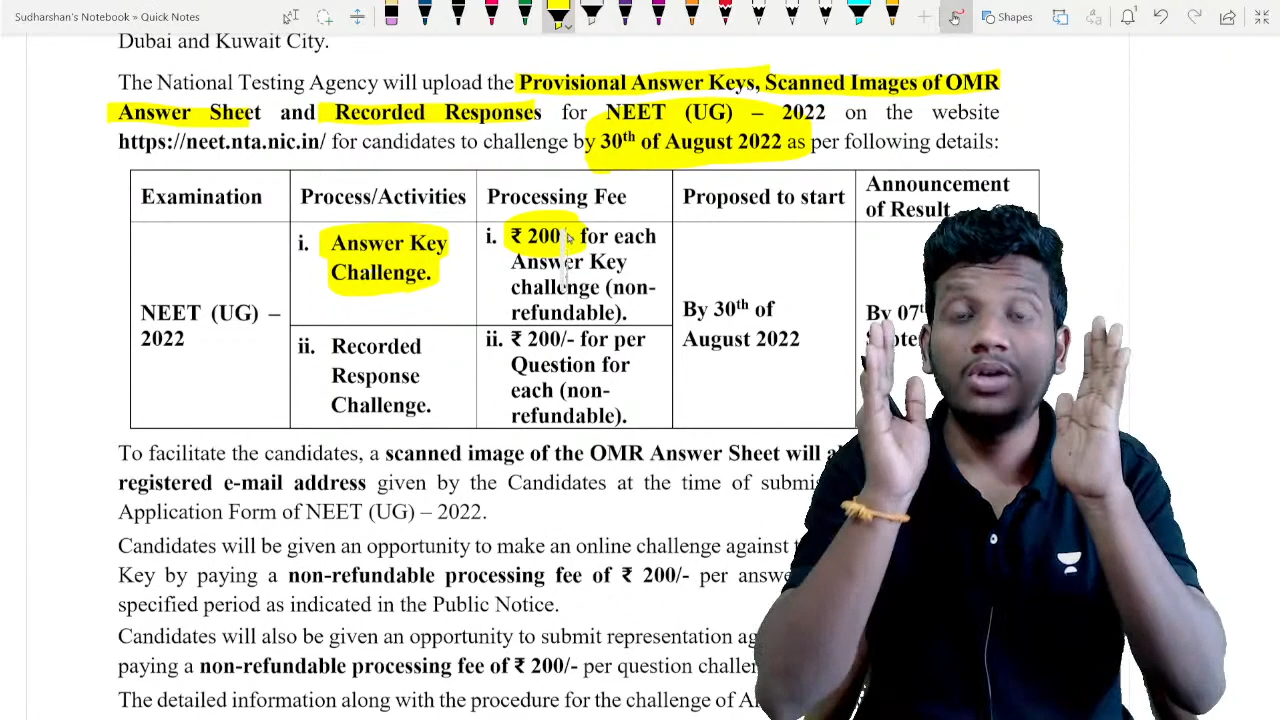 Sudharshan's Notebook » Quick Notes
Shapes
Dubai and Kuwait City.
The National Testing Agency will upload the Provisional Answer Keys, Scanned Images of OMR
Answer Sheet and Recorded Responses for NEET (UG) – 2022 on the website
https://neet.nta.nic.in/ for candidates to challenge by 30th of August 2022 as per following details:
Examination
Process/Activities
Processing Fee
Proposed to start
Announcement
of Result
NEET (UG) –
2022
i. Answer Key
Challenge.
i. ₹ 200 for each
Answer Key
challenge (non-
refundable).
ii. Recorded
Response
Challenge.
ii. ₹ 200/- for per
Question for
each (non-
refundable).
By 30th of
August 2022
By 07
To facilitate the candidates, a scanned image of the OMR Answer Sheet will
registered e-mail address given by the Candidates at the time of
Application Form of NEET (UG) – 2022.
Candidates will be given an opportunity to make an online challenge against
Key by paying a non-refundable processing fee of ₹ 200/- per
specified period as indicated in the Public Notice.
Candidates will also be given an opportunity to submit representation
paying a non-refundable processing fee of ₹ 200/- per question
The detailed information along with the procedure for the challenge of